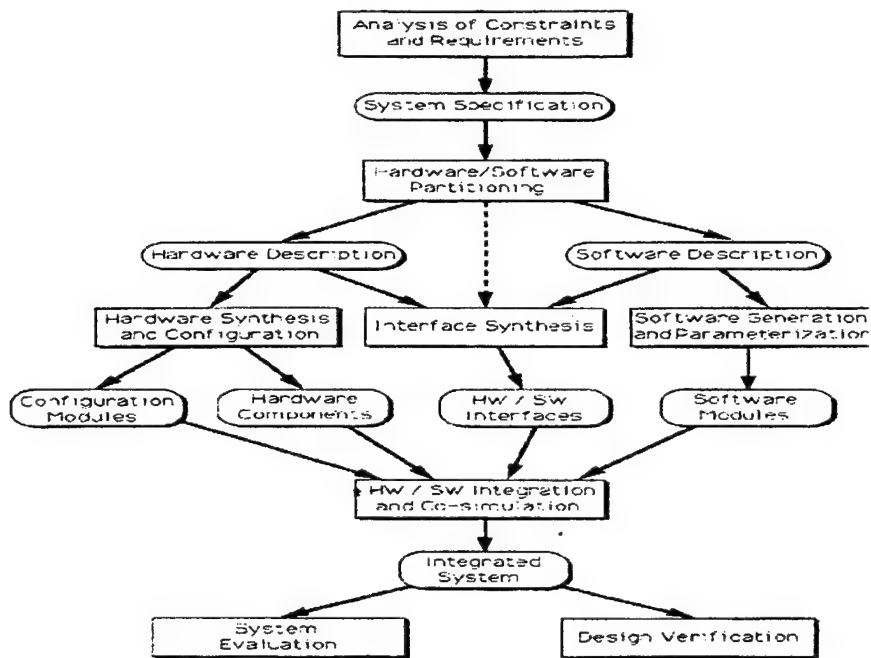 Analysis of Constraints
and Requirements
System Specification
Hardware/Software
Partitioning
Hardware Description
Software Description
Hardware Synthesis
and Configuration
Interface Synthesis
Software Generation
and Parameterization
Configuration
Modules
Hardware
Components
HW / SW
Interfaces
Software
Modules
HW / SW Integration
and Co-simulation
Integrated
System
System
Evaluation
Design Verification